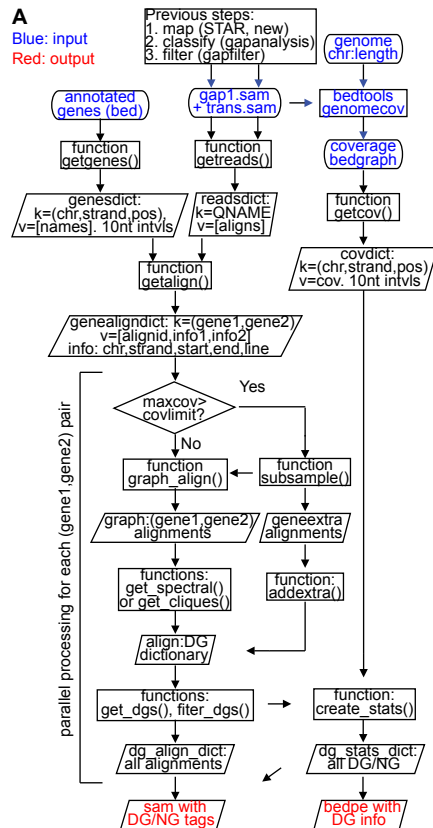 A
Blue: input
Red: output
Previous steps:
1. map (STAR, new)
2. classify (gapanalysis)
3. filter (gapfilter)
genome
chr:length
annotated
genes (bed)
gap1.sam
+ trans.sam
bedtools
genomecov
function
getgenes()
function
getreads()
coverage
bedgraph
genesdict:
k=(chr,strand,pos),
v=[names]. 10nt intvls
readsdict:
k=QNAME
v=[aligns]
function
getcov()
function
getalign()
covdict:
k=(chr,strand,pos)
v=cov. 10nt intvls
genealigndict: k=(gene1,gene2)
v=[alignid,info1,info2]
info: chr,strand,start,end,line
maxcov>
covlimit?
Yes
No
function
graph_align()
function
subsample()
graph:(gene1,gene2)
alignments
geneextra
alignments
functions:
get_spectral()
or get_cliques()
function:
addextra()
align:DG
dictionary
functions:
get_dgs(), fiter_dgs()
function:
create_stats()
dg_align_dict:
all alignments
dg_stats_dict:
all DG/NG
sam with
DG/NG tags
bedpe with
DG info
parallel processing for each (gene1,gene2) pair